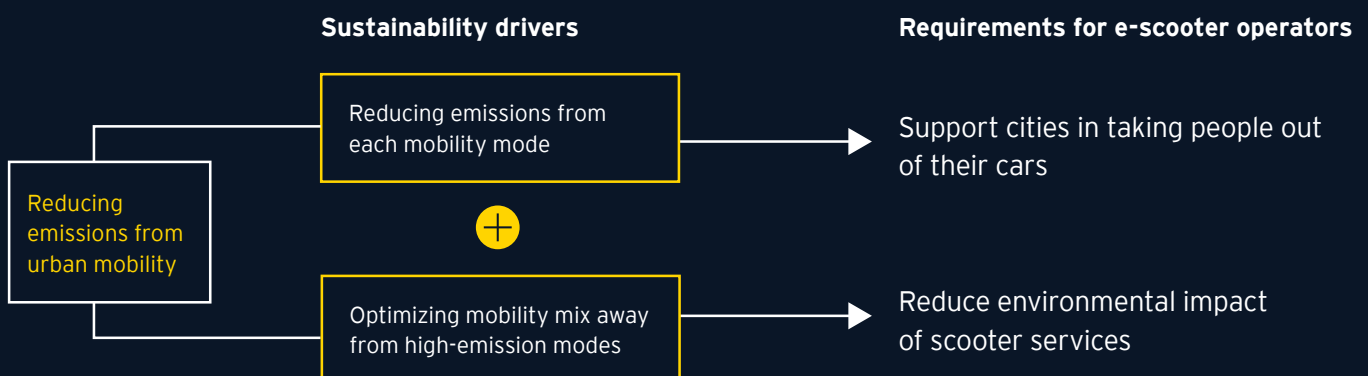 Sustainability drivers
Requirements for e-scooter operators
Reducing
emissions from
urban mobility
Reducing emissions from
each mobility mode
Support cities in taking people out
of their cars
+
Optimizing mobility mix away
from high-emission modes
Reduce environmental impact
of scooter services